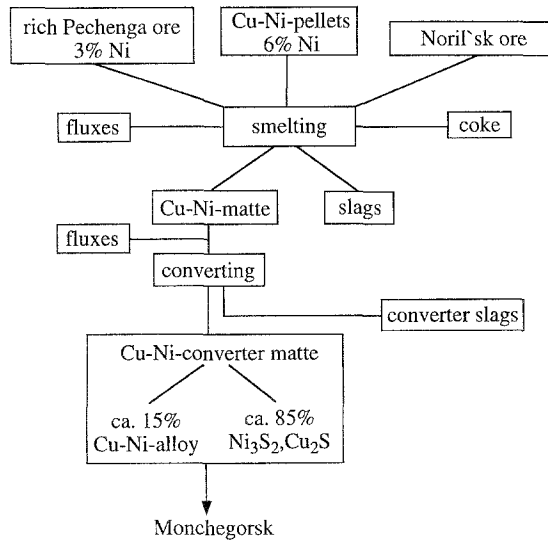 rich Pechenga ore
3% Ni
Cu-Ni-pellets
6% Ni
Noril`sk ore
fluxes
smelting
coke
Cu-Ni-matte
slags
fluxes
converting
converter slags
Cu-Ni-converter matte
ca. 15%
Cu-Ni-alloy
ca. 85%
Ni₃S₂,Cu₂S
Monchegorsk